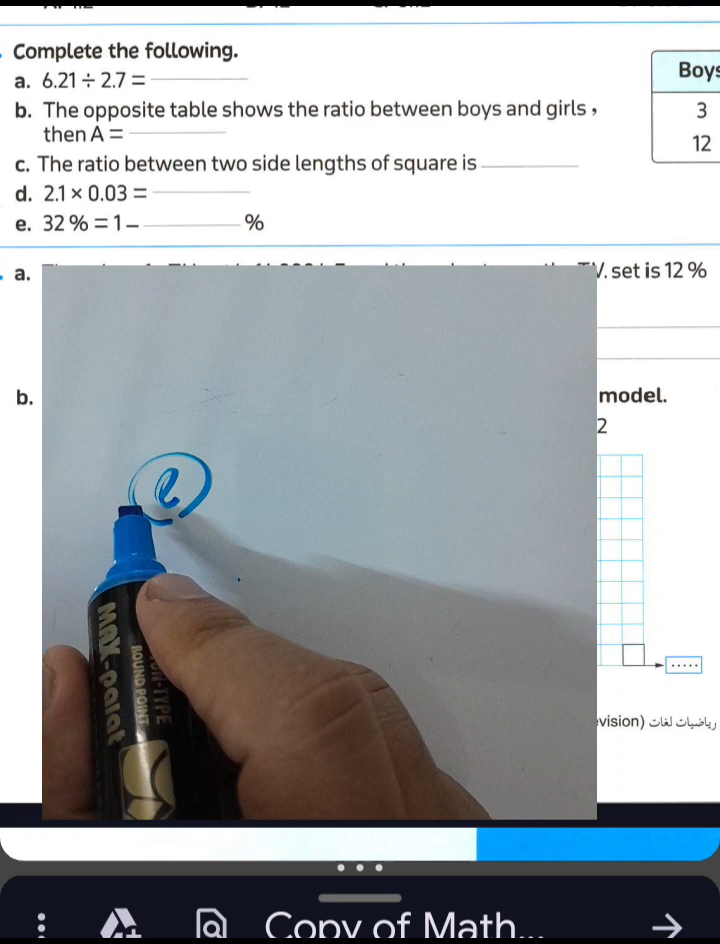 Complete the following.
a. 6.21 ÷ 2.7 =
b. The opposite table shows the ratio between boys and girls ,
then A =
c. The ratio between two side lengths of square is
d. 2.1 × 0.03 =
e. 32 % = 1 – %
Boys
3
12
a. T.V. set is 12 %
b. model.
2
e
MAX-palat
ROUND POINT
.....
vision) رياضيات لغات
Copy of Math...